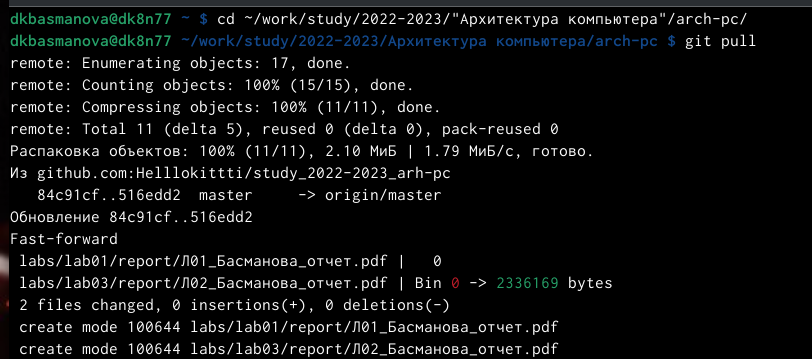 dkbasmanova@dk8n77 ~ $ cd ~/work/study/2022-2023/"Архитектура компьютера"/arch-pc/
dkbasmanova@dk8n77 ~/work/study/2022-2023/Архитектура компьютера/arch-pc $ git pull
remote: Enumerating objects: 17, done.
remote: Counting objects: 100% (15/15), done.
remote: Compressing objects: 100% (11/11), done.
remote: Total 11 (delta 5), reused 0 (delta 0), pack-reused 0
Распаковка объектов: 100% (11/11), 2.10 МиБ | 1.79 МиБ/с, готово.
Из github.com:Helllokittti/study_2022-2023_arh-pc
   84c91cf..516edd2  master     -> origin/master
Обновление 84c91cf..516edd2
Fast-forward
 labs/lab01/report/Л01_Басманова_отчет.pdf |   0
 labs/lab03/report/Л02_Басманова_отчет.pdf | Bin 0 -> 2336169 bytes
 2 files changed, 0 insertions(+), 0 deletions(-)
 create mode 100644 labs/lab01/report/Л01_Басманова_отчет.pdf
 create mode 100644 labs/lab03/report/Л02_Басманова_отчет.pdf